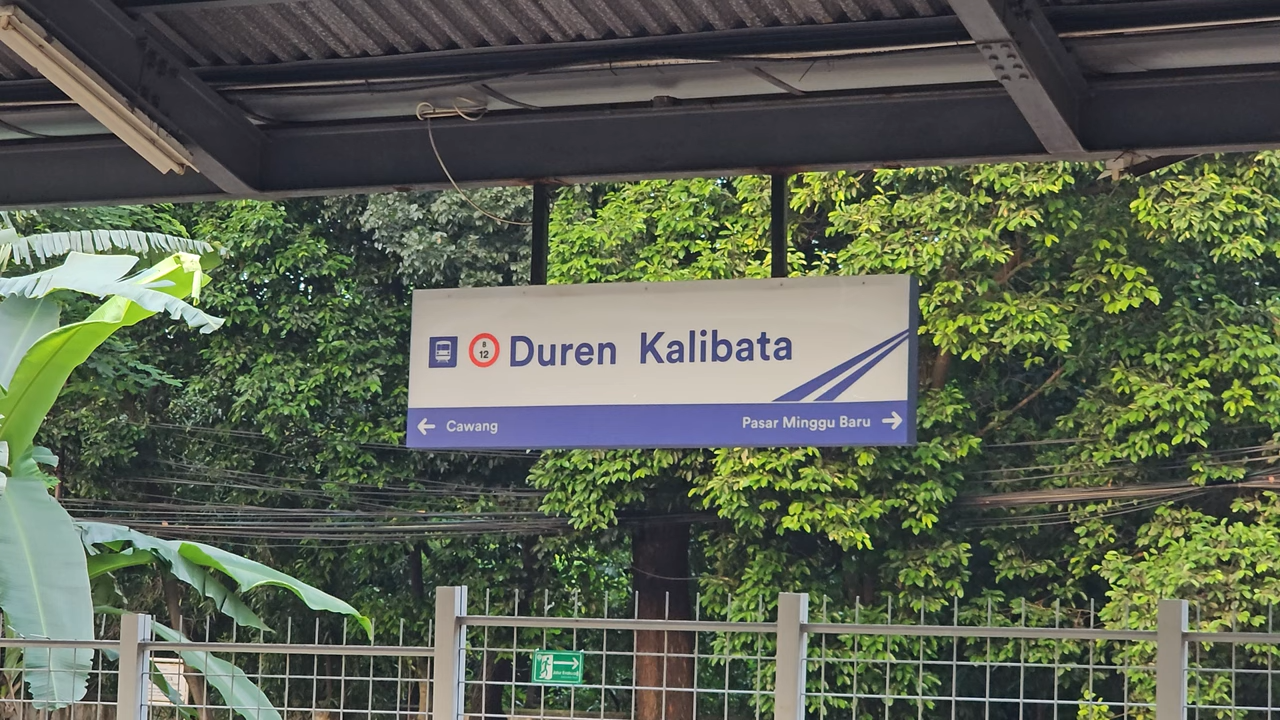 B
12
Duren Kalibata
← Cawang
Pasar Minggu Baru →